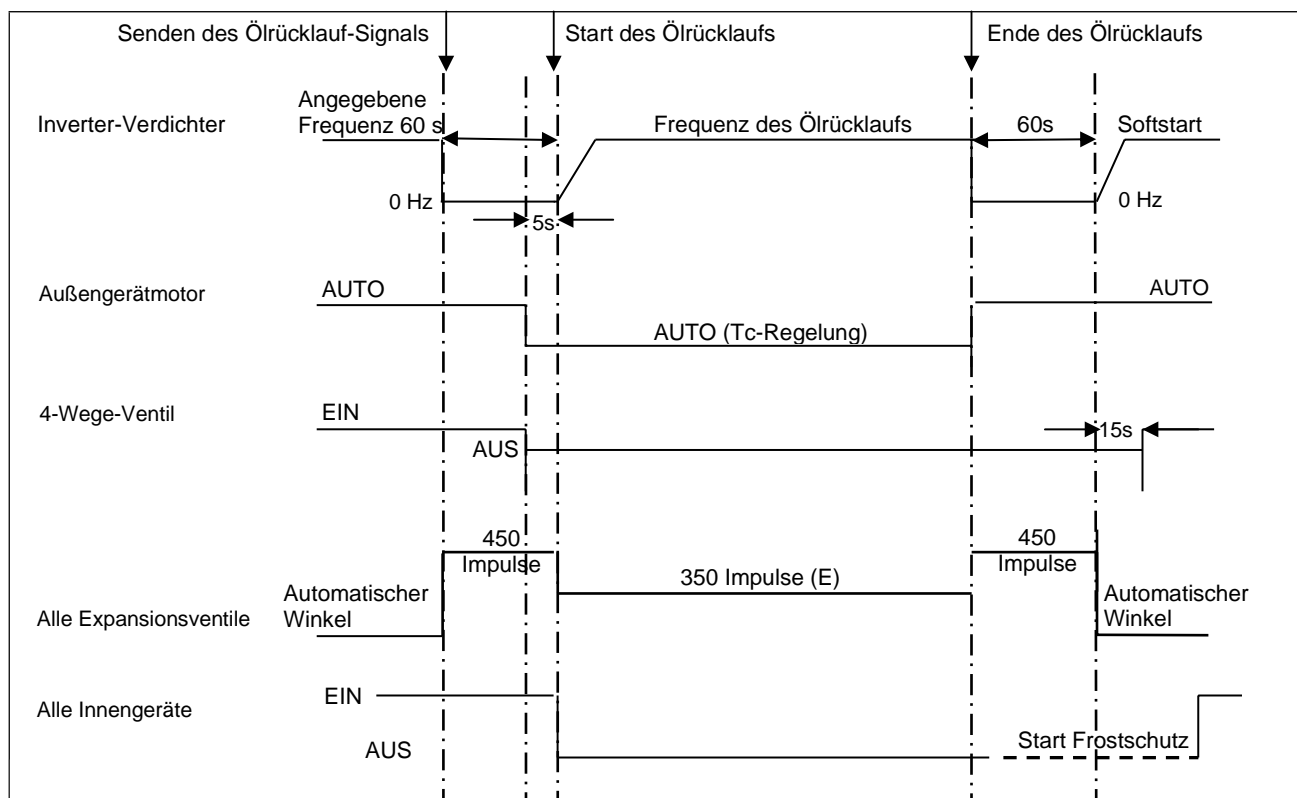 Senden des Ölrücklauf-Signals
Start des Ölrücklaufs
Ende des Ölrücklaufs
Inverter-Verdichter
Angegebene
Frequenz 60 s
Frequenz des Ölrücklaufs
60s
Softstart
0 Hz
0 Hz
5s
Außengerätmotor
AUTO
AUTO (Tc-Regelung)
AUTO
4-Wege-Ventil
EIN
AUS
15s
Alle Expansionsventile
Automatischer
Winkel
450
Impulse
350 Impulse (E)
450
Impulse
Automatischer
Winkel
Alle Innengeräte
EIN
AUS
Start Frostschutz